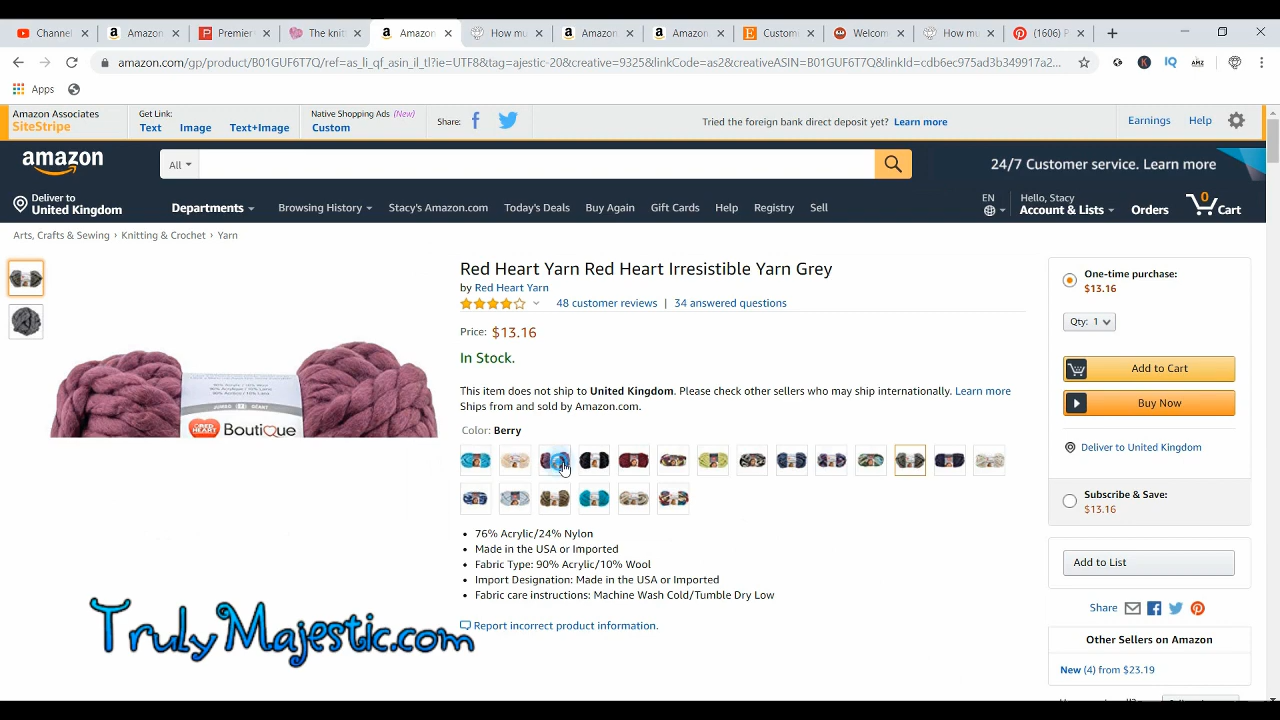 Channel
Amazon
Premier
The knit
Amazon
How mu
Amazon
Amazon
Custom
Welcom
How mu
(1606) P
amazon.com/gp/product/B01GUF6T7Q/ref=as_li_qf_asin_il_tl?ie=UTF8&tag=ajestic-20&creative=9325&linkCode=as2&creativeASIN=B01GUF6T7Q&linkId=cdb6ec975ad3b349917a2...
Apps
Amazon Associates
SiteStripe
Get Link:
Text Image Text+Image
Native Shopping Ads (New)
Custom
Share:
Tried the foreign bank direct deposit yet? Learn more
Earnings Help
amazon
All
24/7 Customer service. Learn more
Deliver to
United Kingdom
Departments
Browsing History
Stacy's Amazon.com
Today's Deals
Buy Again
Gift Cards
Help
Registry
Sell
EN
Hello, Stacy
Account & Lists
Orders
0
Cart
Arts, Crafts & Sewing › Knitting & Crochet › Yarn
Red Heart Yarn Red Heart Irresistible Yarn Grey
by Red Heart Yarn
48 customer reviews | 34 answered questions
Price: $13.16
In Stock.
This item does not ship to United Kingdom. Please check other sellers who may ship internationally. Learn more
Ships from and sold by Amazon.com.
Color: Berry
• 76% Acrylic/24% Nylon
• Made in the USA or Imported
• Fabric Type: 90% Acrylic/10% Wool
• Import Designation: Made in the USA or Imported
• Fabric care instructions: Machine Wash Cold/Tumble Dry Low
Report incorrect product information.
JUMBO
RED HEART
Boutique
TrulyMajestic.com
One-time purchase:
$13.16
Qty: 1
Add to Cart
Buy Now
Deliver to United Kingdom
Subscribe & Save:
$13.16
Add to List
Share
Other Sellers on Amazon
New (4) from $23.19